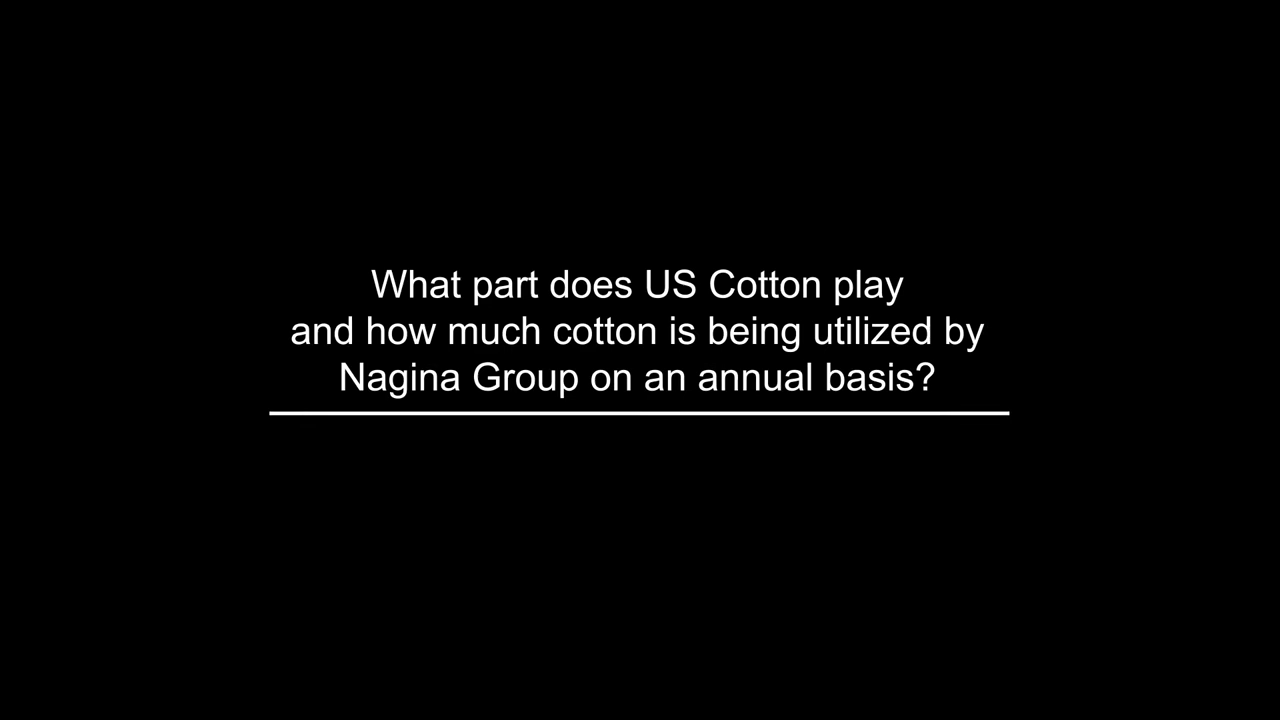 What part does US Cotton play
and how much cotton is being utilized by
Nagina Group on an annual basis?